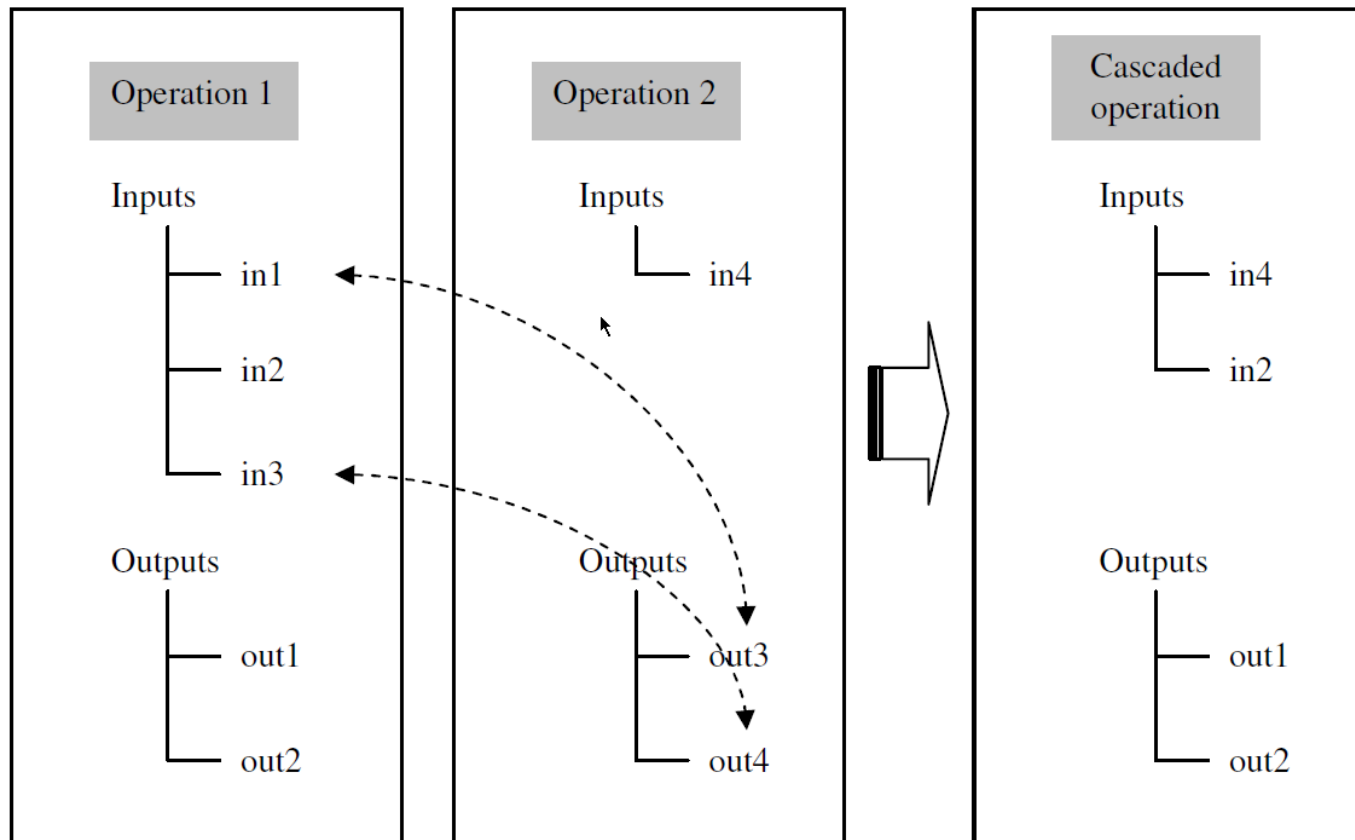 Operation 1
Inputs
in1
in2
in3
Outputs
out1
out2
Operation 2
Inputs
in4
Outputs
out3
out4
Cascaded
operation
Inputs
in4
in2
Outputs
out1
out2